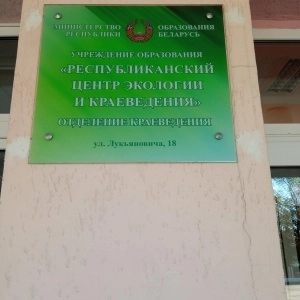 МИНИСТЕРСТВО ОБРАЗОВАНИЯ
РЕСПУБЛИКИ БЕЛАРУСЬ
УЧРЕЖДЕНИЕ ОБРАЗОВАНИЯ
«РЕСПУБЛИКАНСКИЙ
ЦЕНТР ЭКОЛОГИИ
И КРАЕВЕДЕНИЯ»
ОТДЕЛЕНИЕ КРАЕВЕДЕНИЯ
ул. Лукьяновича, 18